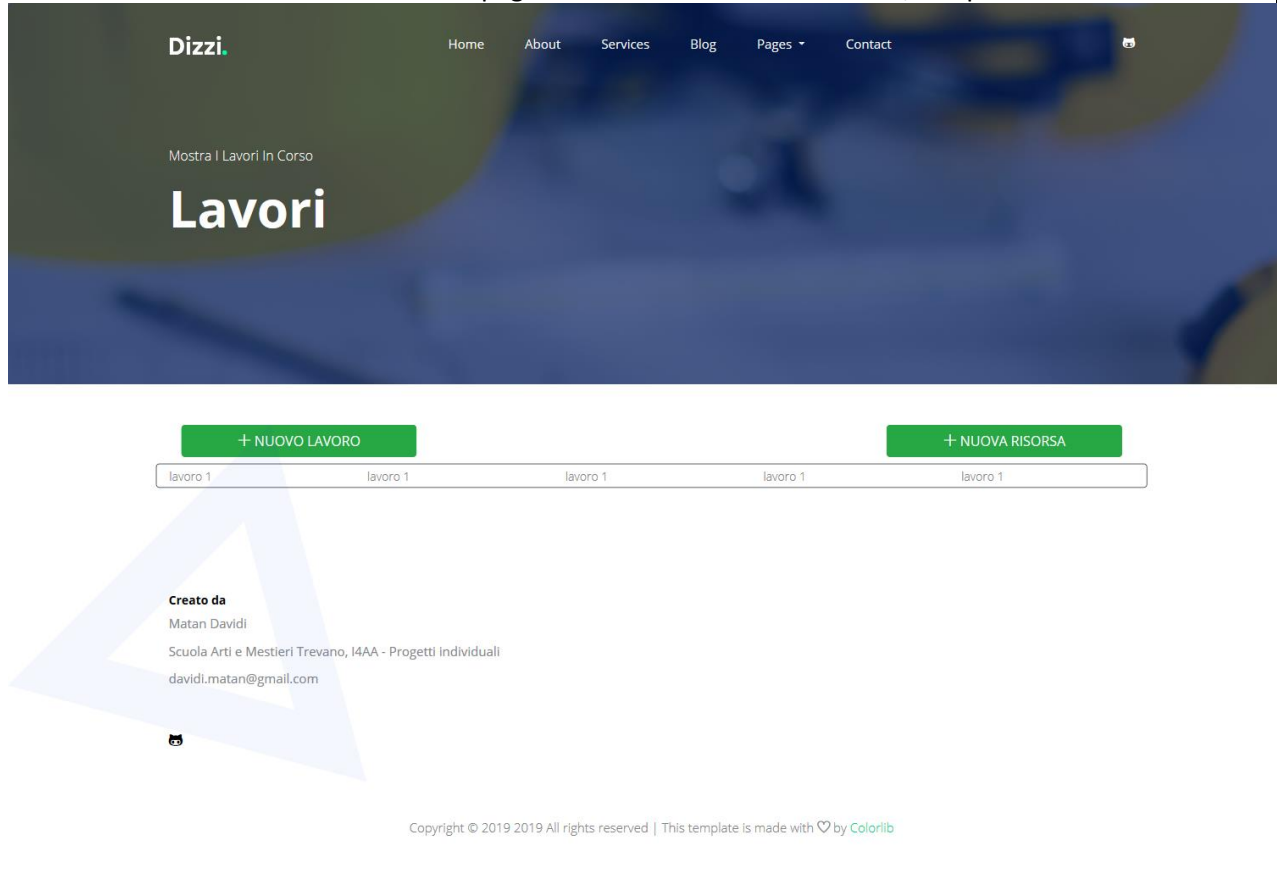 Dizzi.
Home About Services Blog Pages Contact
Mostra I Lavori In Corso
Lavori
+ NUOVO LAVORO + NUOVA RISORSA
lavoro 1 lavoro 1 lavoro 1 lavoro 1 lavoro 1
Creato da
Matan Davidi
Scuola Arti e Mestieri Trevano, I4AA - Progetti individuali
davidi.matan@gmail.com
Copyright © 2019 2019 All rights reserved | This template is made with ♡ by Colorlib